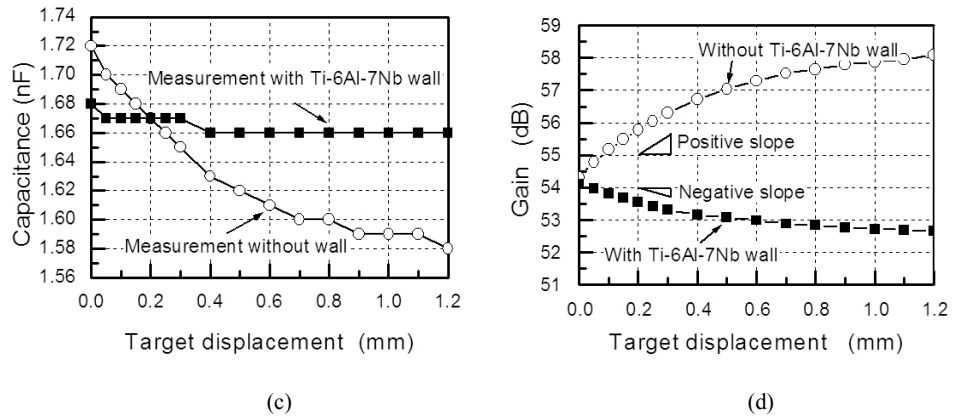 1.74
1.72
1.70
1.68
1.66
1.65
1.63
1.60
1.58
1.56
Capacitance (nF)
Measurement with Ti-6Al-7Nb wall
Measurement without wall
0.0 0.2 0.4 0.6 0.8 1.0 1.2
Target displacement (mm)
(c)
59
58
57
56
55
54
53
52
51
Gain (dB)
Without Ti-6Al-7Nb wall
Positive slope
Negative slope
With Ti-6Al-7Nb wall
0.0 0.2 0.4 0.6 0.8 1.0 1.2
Target displacement (mm)
(d)